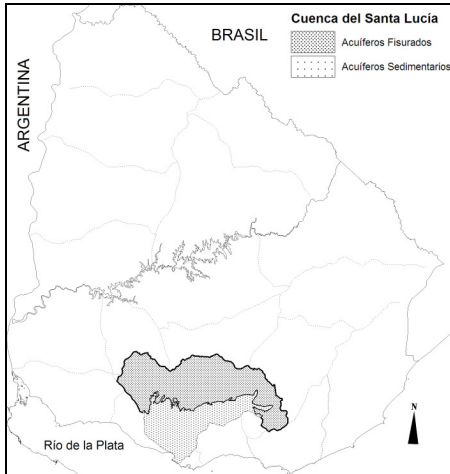 Cuenca del Santa Lucía
BRASIL
Acuíferos Fisurados
Acuíferos Sedimentarios
ARGENTINA
Río de la Plata
N